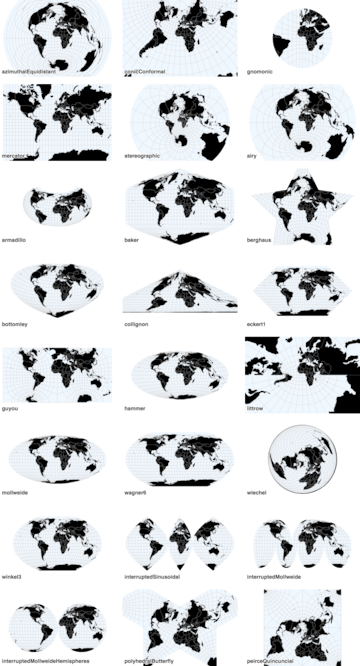 azimuthalEquidistant
conicConformal
gnomonic
mercator
stereographic
airy
armadillo
baker
berghaus
bottomley
collignon
eckert1
guyou
hammer
littrow
mollweide
wagner6
wiechel
winkel3
interruptedSinusoidal
interruptedMollweide
interruptedMollweideHemispheres
polyhedralButterfly
peirceQuincuncial